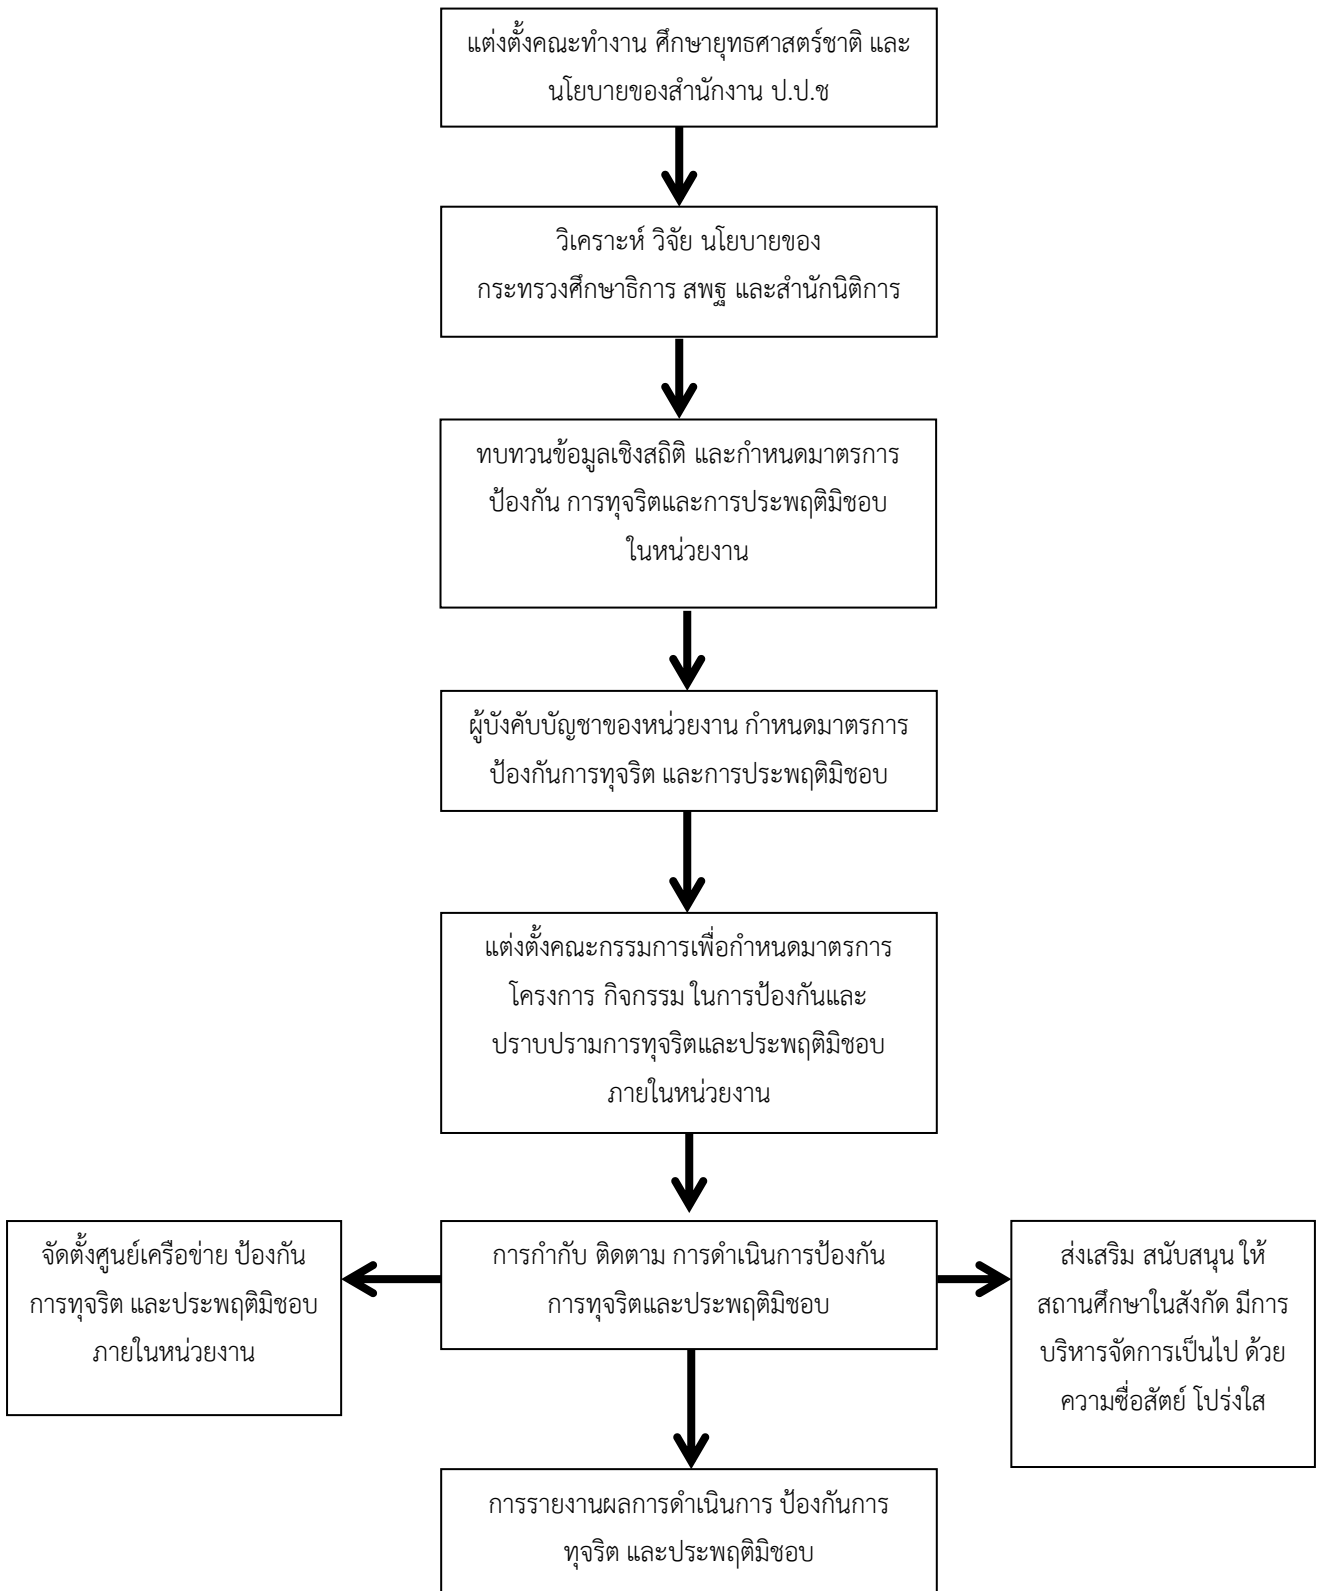 แต่งตั้งคณะทำงาน ศึกษายุทธศาสตร์ชาติ และ
นโยบายของสำนักงาน ป.ป.ช
วิเคราะห์ วิจัย นโยบายของ
กระทรวงศึกษาธิการ สพฐ และสำนักนิติการ
ทบทวนข้อมูลเชิงสถิติ และกำหนดมาตรการ
ป้องกัน การทุจริตและการประพฤติมิชอบ
ในหน่วยงาน
ผู้บังคับบัญชาของหน่วยงาน กำหนดมาตรการ
ป้องกันการทุจริต และการประพฤติมิชอบ
แต่งตั้งคณะกรรมการเพื่อกำหนดมาตรการ
โครงการ กิจกรรม ในการป้องกันและ
ปราบปรามการทุจริตและประพฤติมิชอบ
ภายในหน่วยงาน
จัดตั้งศูนย์เครือข่าย ป้องกัน
การทุจริต และประพฤติมิชอบ
ภายในหน่วยงาน
การกำกับ ติดตาม การดำเนินการป้องกัน
การทุจริตและประพฤติมิชอบ
ส่งเสริม สนับสนุน ให้
สถานศึกษาในสังกัด มีการ
บริหารจัดการเป็นไป ด้วย
ความซื่อสัตย์ โปร่งใส
การรายงานผลการดำเนินการ ป้องกันการ
ทุจริต และประพฤติมิชอบ